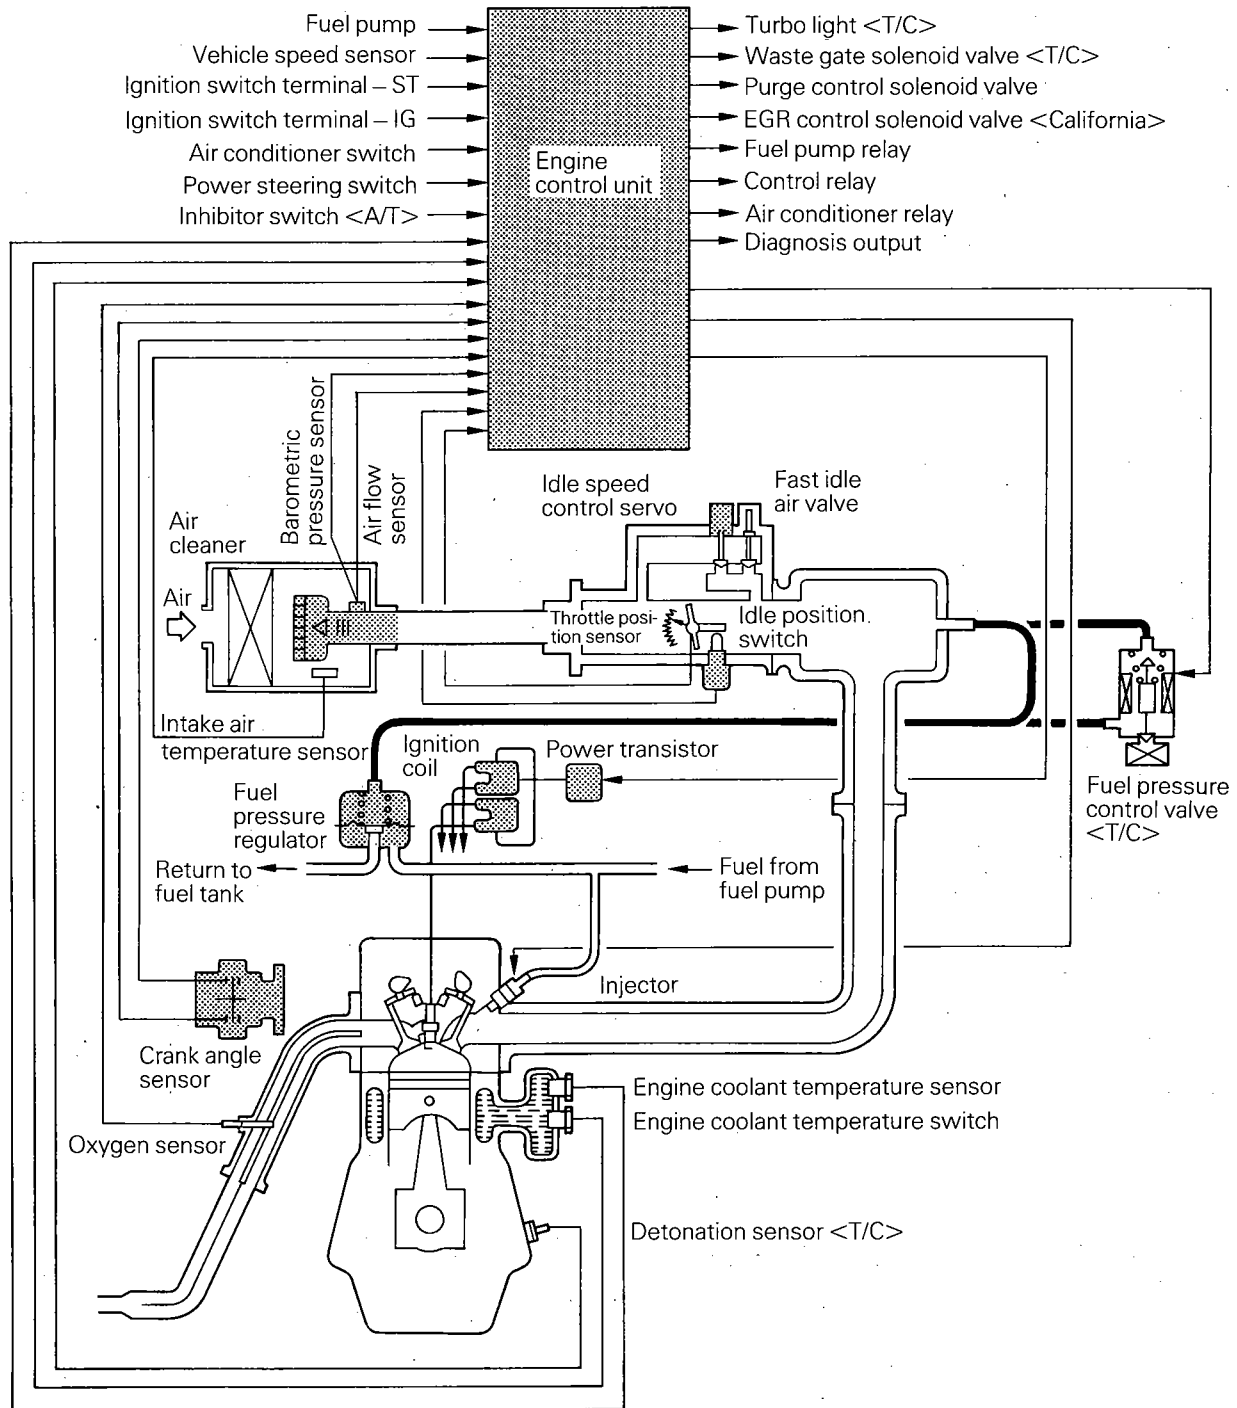 Fuel pump
Vehicle speed sensor
Ignition switch terminal – ST
Ignition switch terminal – IG
Air conditioner switch
Power steering switch
Inhibitor switch <A/T>
Engine
control unit
Turbo light <T/C>
Waste gate solenoid valve <T/C>
Purge control solenoid valve
EGR control solenoid valve <California>
Fuel pump relay
Control relay
Air conditioner relay
Diagnosis output
Barometric
pressure sensor
Air flow
sensor
Idle speed
control servo
Fast idle
air valve
Air
cleaner
Air
Throttle posi-
tion sensor
Idle position
switch
Intake air
temperature sensor
Ignition
coil
Power transistor
Fuel
pressure
regulator
Fuel pressure
control valve
<T/C>
Return to
fuel tank
Fuel from
fuel pump
Injector
Crank angle
sensor
Engine coolant temperature sensor
Engine coolant temperature switch
Oxygen sensor
Detonation sensor <T/C>